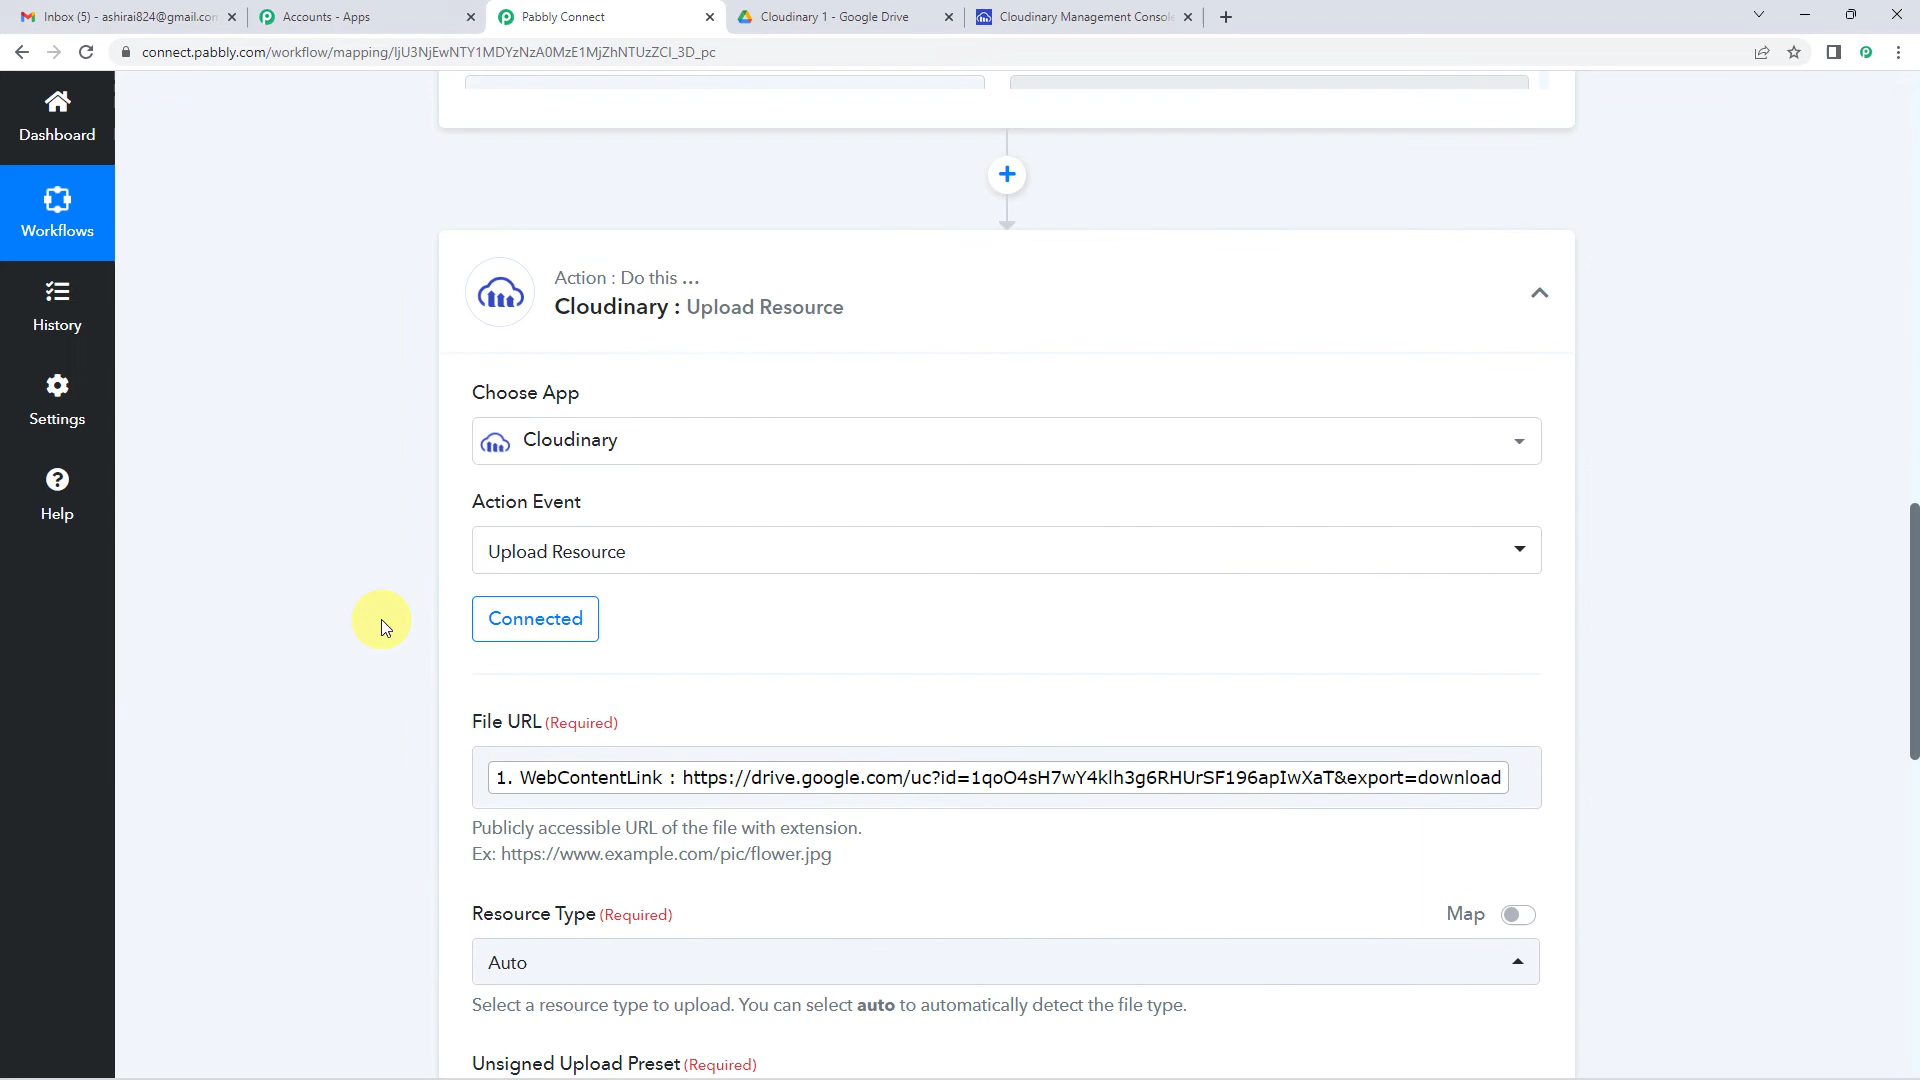 Inbox (5) - ashirai824@gmail.con
Accounts - Apps
Pabbly Connect
Cloudinary 1 - Google Drive
Cloudinary Management Console
connect.pabbly.com/workflow/mapping/IjU3NjEwNTY1MDYzNzA0MzE1MjZhNTUzZCI_3D_pc
Dashboard
Workflows
History
Settings
Help
Action : Do this ...
Cloudinary : Upload Resource
Choose App
Cloudinary
Action Event
Upload Resource
Connected
File URL (Required)
1. WebContentLink : https://drive.google.com/uc?id=1qoO4sH7wY4klh3g6RHUrSF196apIwXaT&export=download
Publicly accessible URL of the file with extension.
Ex: https://www.example.com/pic/flower.jpg
Resource Type (Required)
Map
Auto
Select a resource type to upload. You can select auto to automatically detect the file type.
Unsigned Upload Preset (Required)